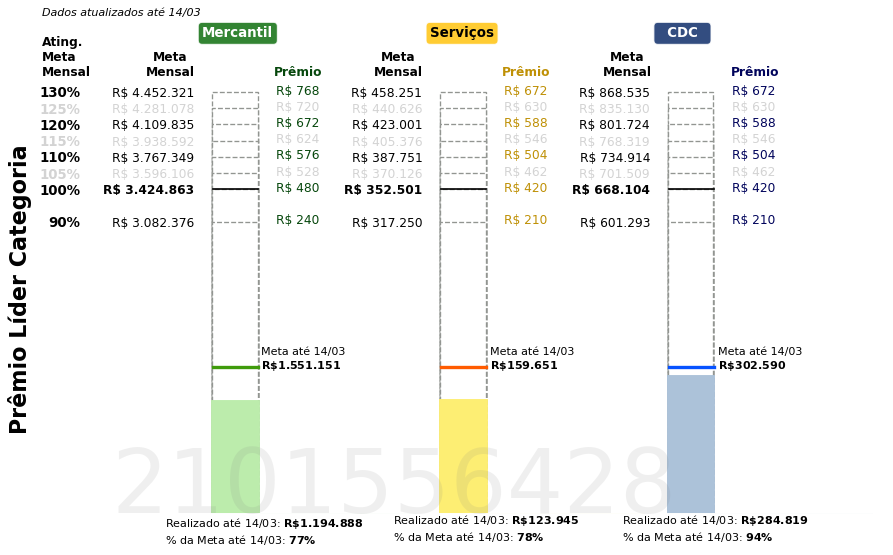 Dados atualizados até 14/03
Mercantil Serviços CDC
Ating.
Meta Meta Meta Meta
Mensal Mensal Prêmio Mensal Prêmio Mensal Prêmio
130% R$ 4.452.321 R$ 768 R$ 458.251 R$ 672 R$ 868.535 R$ 672
125% R$ 4.281.078 R$ 720 R$ 440.626 R$ 630 R$ 835.130 R$ 630
120% R$ 4.109.835 R$ 672 R$ 423.001 R$ 588 R$ 801.724 R$ 588
115% R$ 3.938.592 R$ 624 R$ 405.376 R$ 546 R$ 768.319 R$ 546
110% R$ 3.767.349 R$ 576 R$ 387.751 R$ 504 R$ 734.914 R$ 504
105% R$ 3.596.106 R$ 528 R$ 370.126 R$ 462 R$ 701.509 R$ 462
100% R$ 3.424.863 R$ 480 R$ 352.501 R$ 420 R$ 668.104 R$ 420
90% R$ 3.082.376 R$ 240 R$ 317.250 R$ 210 R$ 601.293 R$ 210
Prêmio Líder Categoria
Meta até 14/03 Meta até 14/03 Meta até 14/03
R$1.551.151 R$159.651 R$302.590
2101556428
Realizado até 14/03: R$1.194.888 Realizado até 14/03: R$123.945 Realizado até 14/03: R$284.819
% da Meta até 14/03: 77% % da Meta até 14/03: 78% % da Meta até 14/03: 94%